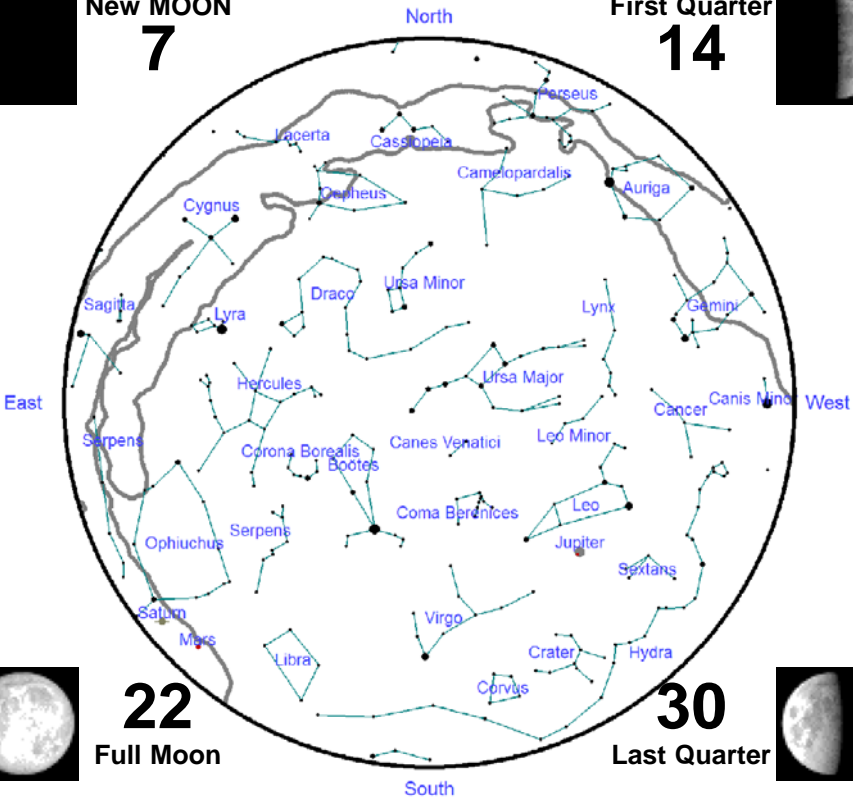 New MOON
North
First Quarter
7
14
Perseus
Lacerta
Cassiopeia
Camelopardalis
Cepheus
Auriga
Cygnus
Ursa Minor
Draco
Sagitta
Lyra
Lynx
Gemini
Ursa Major
Hercules
East
Canis Mino
West
Cancer
Serpens
Canes Venatici
Leo Minor
Corona Borealis
Bootes
Leo
Coma Berenices
Serpens
Ophiuchus
Jupiter
Sextans
Saturn
Virgo
Mars
Libra
Crater
Hydra
Corvus
22
30
Full Moon
Last Quarter
South